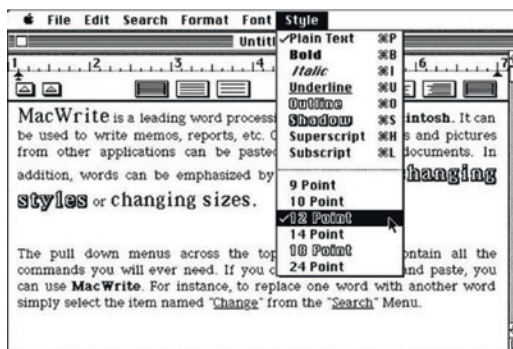 File Edit Search Format Font Style
Untitl
1 2 3 4 6 7
Plain Text ⌘P
Bold ⌘B
Italic ⌘I
Underline ⌘U
Outline ⌘O
Shadow ⌘S
Superscript ⌘H
Subscript ⌘L
9 Point
10 Point
12 Point
14 Point
18 Point
24 Point
MacWrite is a leading word processi intosh. It can
be used to write memos, reports, etc. s and pictures
from other applications can be pasted documents. In
addition, words can be emphasized by hanging
styles or changing sizes.
The pull down menus across the top ontain all the
commands you will ever need. If you c nd paste, you
can use MacWrite. For instance, to replace one word with another word
simply select the item named "Change" from the "Search" Menu.